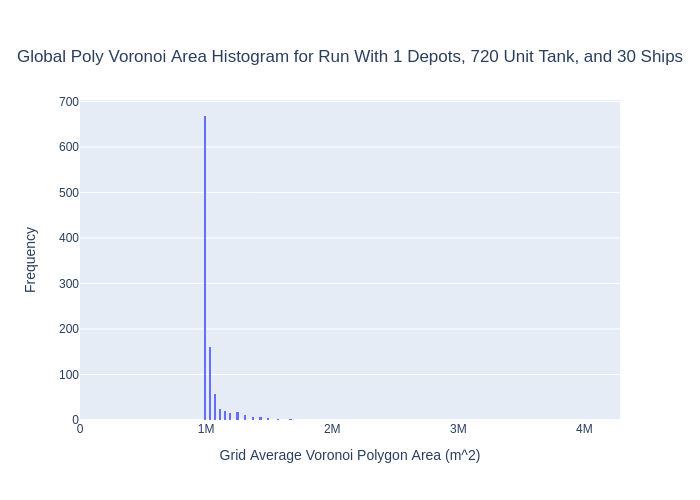 Global Poly Voronoi Area Histogram for Run With 1 Depots, 720 Unit Tank, and 30 Ships
700
600
500
400
300
200
100
0
0 1M 2M 3M 4M
Frequency
Grid Average Voronoi Polygon Area (m^2)